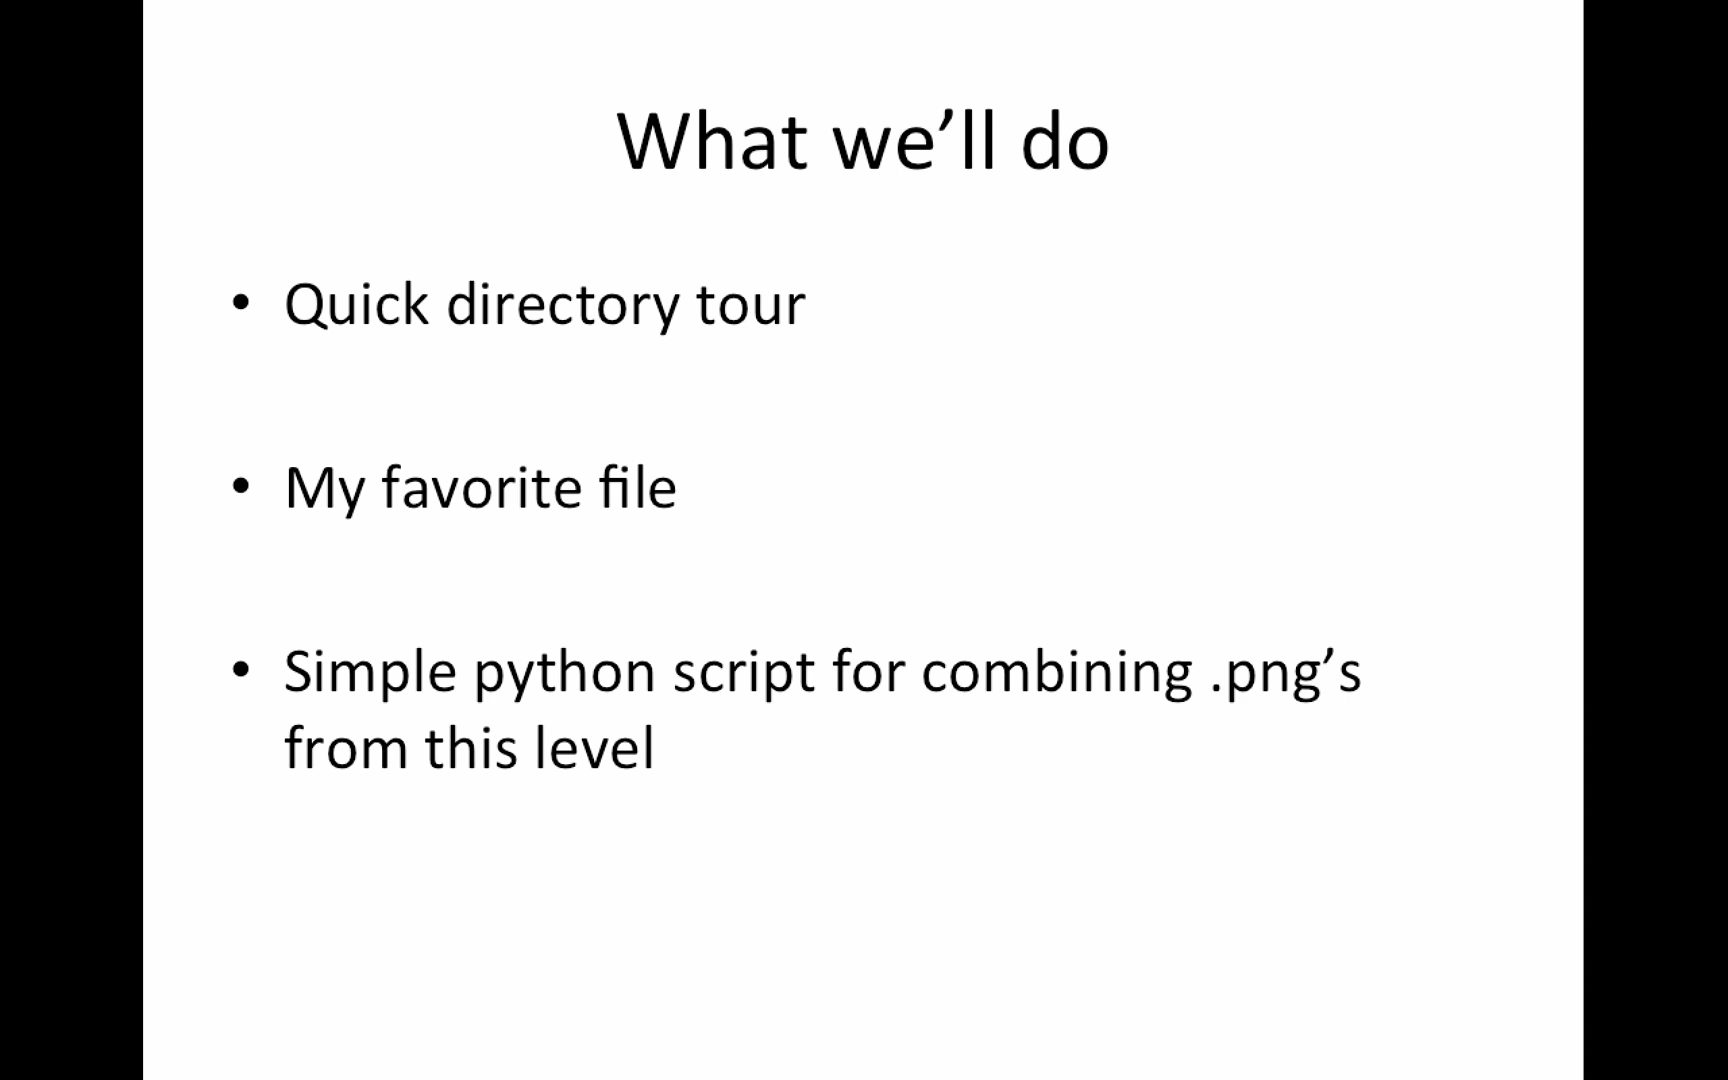 What we’ll do
• Quick directory tour
• My favorite file
• Simple python script for combining .png’s
from this level